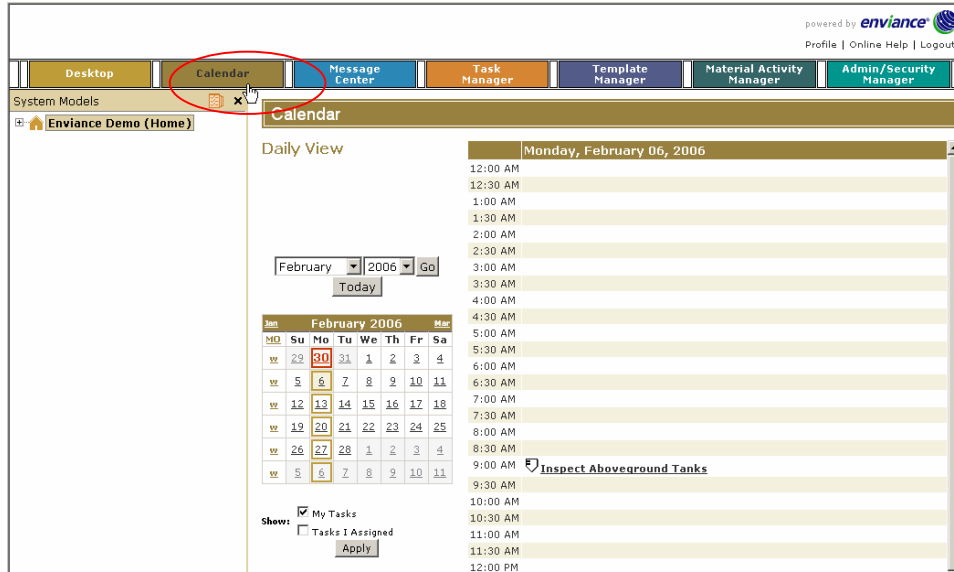 powered by enviance
Profile | Online Help | Logout
Desktop Calendar Message Center Task Manager Template Manager Material Activity Manager Admin/Security Manager
System Models
Enviance Demo (Home)
Calendar
Daily View
Monday, February 06, 2006
12:00 AM
12:30 AM
1:00 AM
1:30 AM
2:00 AM
2:30 AM
February 2006 Go
3:00 AM
Today
3:30 AM
4:00 AM
4:30 AM
Jan February 2006 Mar
5:00 AM
MO Su Mo Tu We Th Fr Sa
5:30 AM
w 29 30 31 1 2 3 4
6:00 AM
w 5 6 7 8 9 10 11
6:30 AM
w 12 13 14 15 16 17 18
7:00 AM
7:30 AM
w 19 20 21 22 23 24 25
8:00 AM
w 26 27 28 1 2 3 4
8:30 AM
w 5 6 7 8 9 10 11
9:00 AM Inspect Aboveground Tanks
9:30 AM
10:00 AM
Show: My Tasks
10:30 AM
Tasks I Assigned
11:00 AM
Apply
11:30 AM
12:00 PM